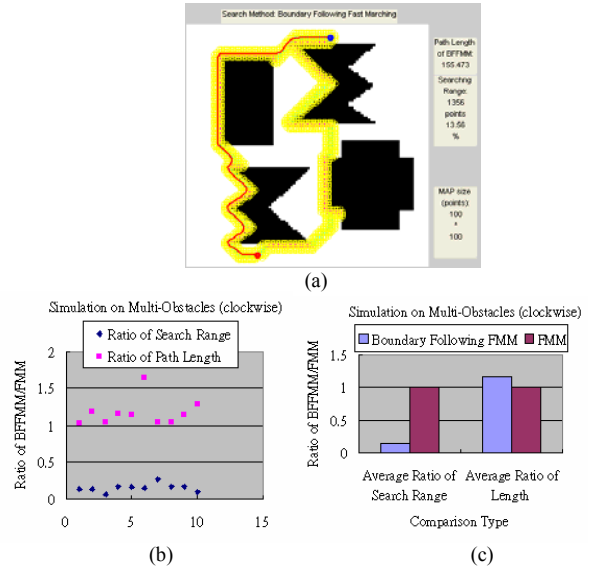 Search Method: Boundary Following Fast Marching
Path Length
of BFFMM:
155.473
Searching
Range:
1356
points
13.56
%
MAP size
(points):
100
*
100
(a)
Simulation on Multi-Obstacles (clockwise)
Ratio of Search Range
Ratio of Path Length
Ratio of BFFMM/FMM
2
1.5
1
0.5
0
0
5
10
15
(b)
Simulation on Multi-Obstacles (clockwise)
Boundary Following FMM
FMM
Ratio of BFFMM/FMM
1.5
1
0.5
0
Average Ratio of
Search Range
Average Ratio of
Length
Comparison Type
(c)